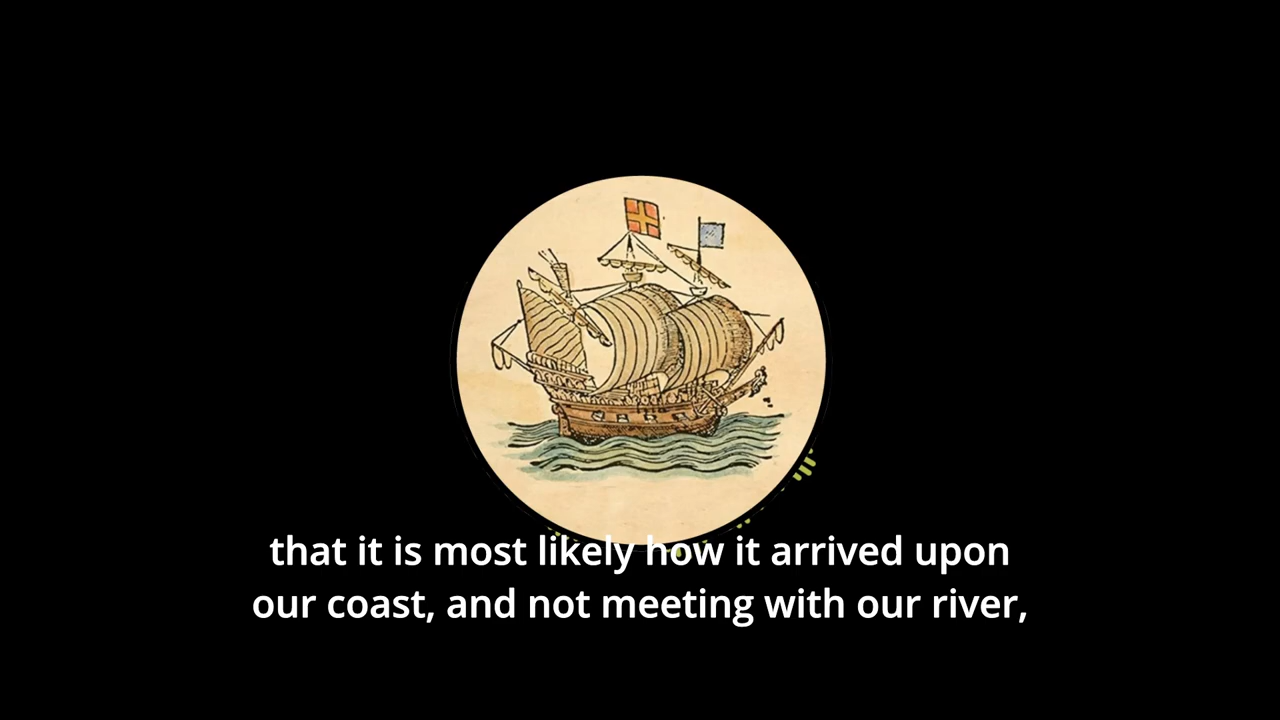 that it is most likely how it arrived upon
our coast, and not meeting with our river,